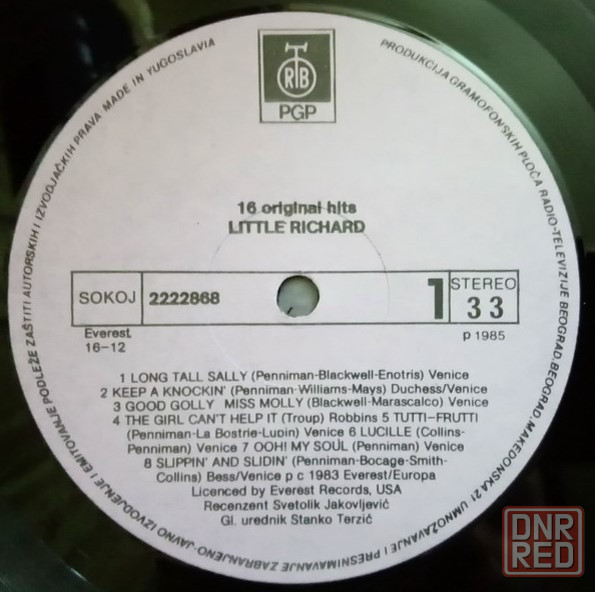 MADE IN YUGOSLAVIA
PRODUKCIJA GRAMOFONSKIH PLOČA RADIO-TELEVIZIJE BEOGRAD, BEOGRAD, MAKEDONSKA 21 UMNOŽAVANJE I PRESNIMAVANJE ZABRANJENO. JAVNO IZVODJENJE I EMITOVANJE PODLEŽE ZAŠTITI AUTORSKIH I IZVODJAČKIH PRAVA
RTB
PGP
16 original hits
LITTLE RICHARD
SOKOJ 2222868 1 STEREO 33
Everest
16-12
p 1985
1 LONG TALL SALLY (Penniman-Blackwell-Enotris) Venice
2 KEEP A KNOCKIN' (Penniman-Williams-Mays) Duchess/Venice
3 GOOD GOLLY MISS MOLLY (Blackwell-Marascalco) Venice
4 THE GIRL CAN'T HELP IT (Troup) Robbins 5 TUTTI-FRUTTI
(Penniman-La Bostrie-Lupin) Venice 6 LUCILLE (Collins-
Penniman) Venice 7 OOH! MY SOUL (Penniman) Venice
8 SLIPPIN' AND SLIDIN' (Penniman-Bocage-Smith-
Collins) Bess/Venice p c 1983 Everest/Europa
Licenced by Everest Records, USA
Recenzent Svetolik Jakovljević
Gl. urednik Stanko Terzić
DNR
RED